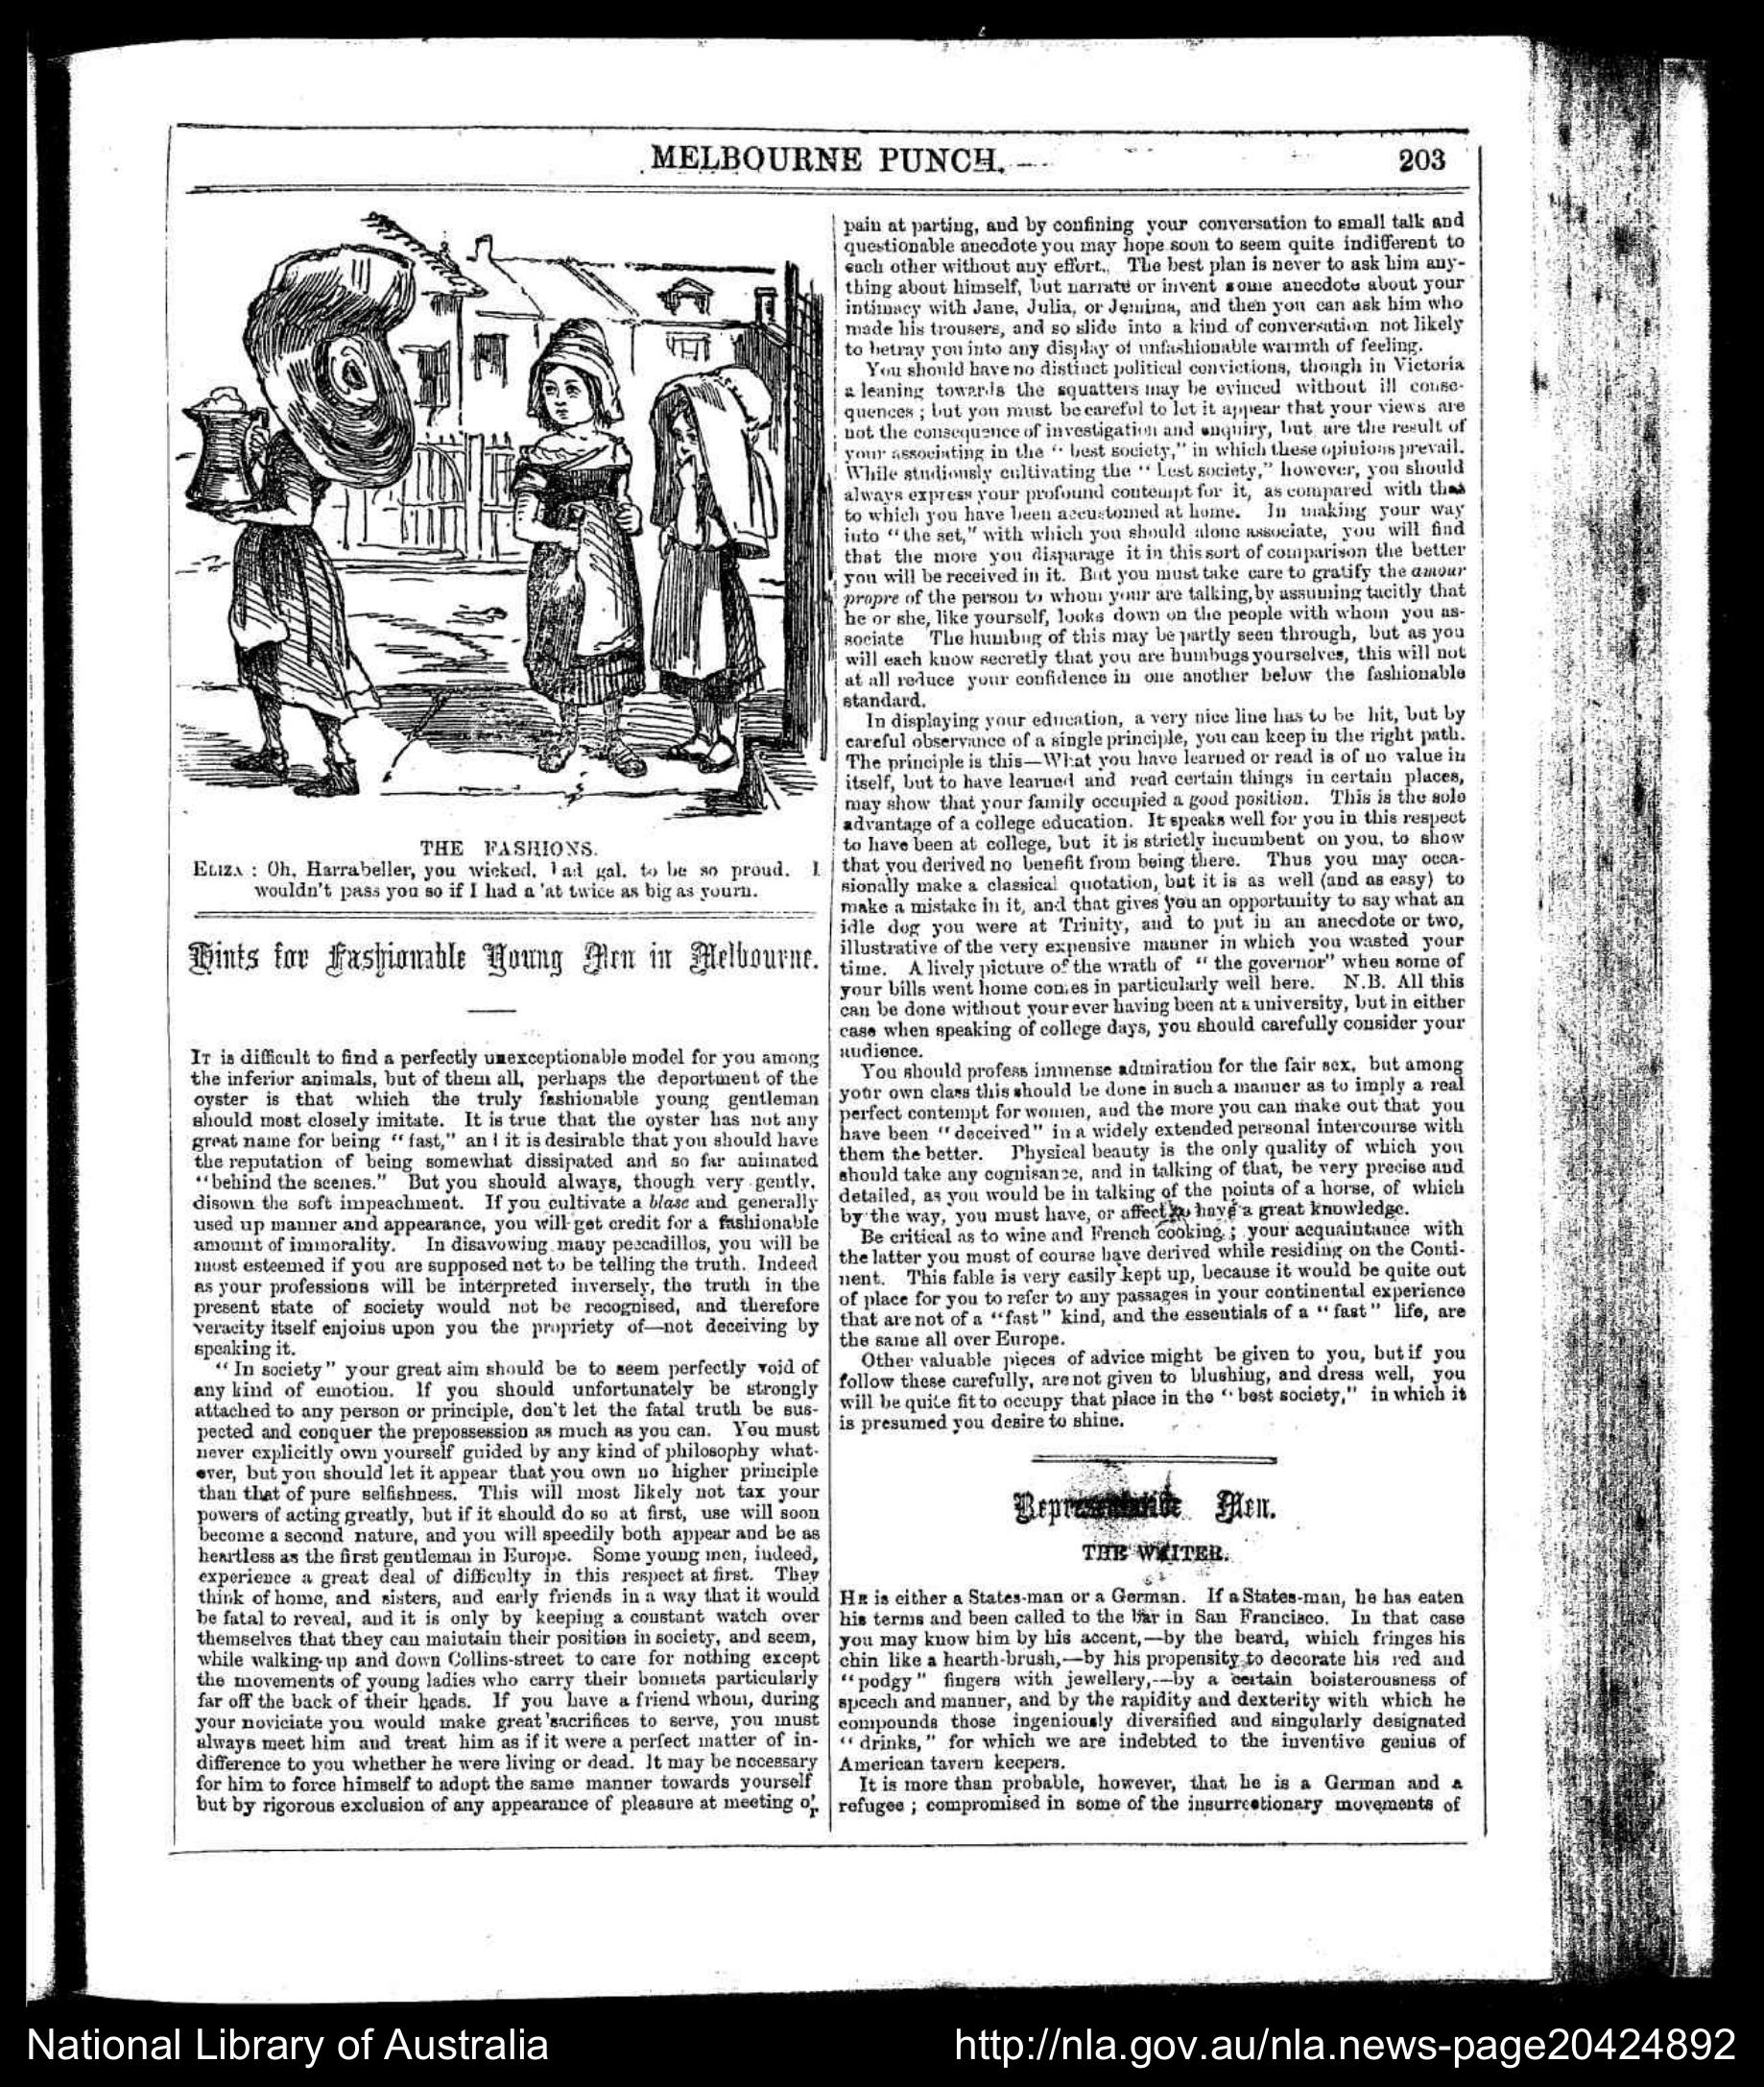 MELBOURNE PUNCH.
203
THE FASHIONS.
ELIZA : Oh, Harrabeller, you wicked, bad gal, to be so proud. I
wouldn't pass you so if I had a 'at twice as big as yourn.
Hints for Fashionable Young Men in Melbourne.
IT is difficult to find a perfectly unexceptionable model for you among
the inferior animals, but of them all, perhaps the deportment of the
oyster is that which the truly fashionable young gentleman
should most closely imitate. It is true that the oyster has not any
great name for being "fast," and it is desirable that you should have
the reputation of being somewhat dissipated and so far animated
"behind the scenes." But you should always, though very gently,
disown the soft impeachment. If you cultivate a blase and generally
used up manner and appearance, you will get credit for a fashionable
amount of immorality. In disavowing many peccadillos, you will be
most esteemed if you are supposed not to be telling the truth. Indeed
as your professions will be interpreted inversely, the truth in the
present state of society would not be recognised, and therefore
veracity itself enjoins upon you the propriety of—not deceiving by
speaking it.
"In society" your great aim should be to seem perfectly void of
any kind of emotion. If you should unfortunately be strongly
attached to any person or principle, don't let the fatal truth be sus-
pected and conquer the prepossession as much as you can. You must
never explicitly own yourself guided by any kind of philosophy what-
ever, but you should let it appear that you own no higher principle
than that of pure selfishness. This will most likely not tax your
powers of acting greatly, but if it should do so at first, use will soon
become a second nature, and you will speedily both appear and be as
heartless as the first gentleman in Europe. Some young men, indeed,
experience a great deal of difficulty in this respect at first. They
think of home, and sisters, and early friends in a way that it would
be fatal to reveal, and it is only by keeping a constant watch over
themselves that they can maintain their position in society, and seem,
while walking up and down Collins-street to care for nothing except
the movements of young ladies who carry their bonnets particularly
far off the back of their heads. If you have a friend whom, during
your noviciate you would make great sacrifices to serve, you must
always meet him and treat him as if it were a perfect matter of in-
difference to you whether he were living or dead. It may be necessary
for him to force himself to adopt the same manner towards yourself
but by rigorous exclusion of any appearance of pleasure at meeting or
pain at parting, and by confining your conversation to small talk and
questionable anecdote you may hope soon to seem quite indifferent to
each other without any effort. The best plan is never to ask him any-
thing about himself, but narrate or invent some anecdote about your
intimacy with Jane, Julia, or Jemima, and then you can ask him who
made his trousers, and so slide into a kind of conversation not likely
to betray you into any display of unfashionable warmth of feeling.
You should have no distinct political convictions, though in Victoria
a leaning towards the squatters may be evinced without ill conse-
quences ; but you must be careful to let it appear that your views are
not the consequence of investigation and enquiry, but are the result of
your associating in the "best society," in which these opinions prevail.
While studiously cultivating the "best society," however, you should
always express your profound contempt for it, as compared with that
to which you have been accustomed at home. In making your way
into "the set," with which you should alone associate, you will find
that the more you disparage it in this sort of comparison the better
you will be received in it. But you must take care to gratify the amour
propre of the person to whom your are talking, by assuming tacitly that
he or she, like yourself, looks down on the people with whom you as-
sociate The humbug of this may be partly seen through, but as you
will each know secretly that you are humbugs yourselves, this will not
at all reduce your confidence in one another below the fashionable
standard.
In displaying your education, a very nice line has to be hit, but by
careful observance of a single principle, you can keep in the right path.
The principle is this—What you have learned or read is of no value in
itself, but to have learned and read certain things in certain places,
may show that your family occupied a good position. This is the sole
advantage of a college education. It speaks well for you in this respect
to have been at college, but it is strictly incumbent on you, to show
that you derived no benefit from being there. Thus you may occa-
sionally make a classical quotation, but it is as well (and as easy) to
make a mistake in it, and that gives you an opportunity to say what an
idle dog you were at Trinity, and to put in an anecdote or two,
illustrative of the very expensive manner in which you wasted your
time. A lively picture of the wrath of "the governor" when some of
your bills went home comes in particularly well here. N.B. All this
can be done without your ever having been at a university, but in either
case when speaking of college days, you should carefully consider your
audience.
You should profess immense admiration for the fair sex, but among
your own class this should be done in such a manner as to imply a real
perfect contempt for women, and the more you can make out that you
have been "deceived" in a widely extended personal intercourse with
them the better. Physical beauty is the only quality of which you
should take any cognisance, and in talking of that, be very precise and
detailed, as you would be in talking of the points of a horse, of which
by the way, you must have, or affect to have a great knowledge.
Be critical as to wine and French cooking ; your acquaintance with
the latter you must of course have derived while residing on the Conti-
nent. This fable is very easily kept up, because it would be quite out
of place for you to refer to any passages in your continental experience
that are not of a "fast" kind, and the essentials of a "fast" life, are
the same all over Europe.
Other valuable pieces of advice might be given to you, but if you
follow these carefully, are not given to blushing, and dress well, you
will be quite fit to occupy that place in the "best society," in which it
is presumed you desire to shine.
Representative Men.
THE WAITER.
HE is either a States-man or a German. If a States-man, he has eaten
his terms and been called to the bar in San Francisco. In that case
you may know him by his accent,—by the beard, which fringes his
chin like a hearth-brush,—by his propensity to decorate his red and
"podgy" fingers with jewellery,—by a certain boisterousness of
speech and manner, and by the rapidity and dexterity with which he
compounds those ingeniously diversified and singularly designated
"drinks," for which we are indebted to the inventive genius of
American tavern keepers.
It is more than probable, however, that he is a German and a
refugee ; compromised in some of the insurrectionary movements of
National Library of Australia
http://nla.gov.au/nla.news-page20424892